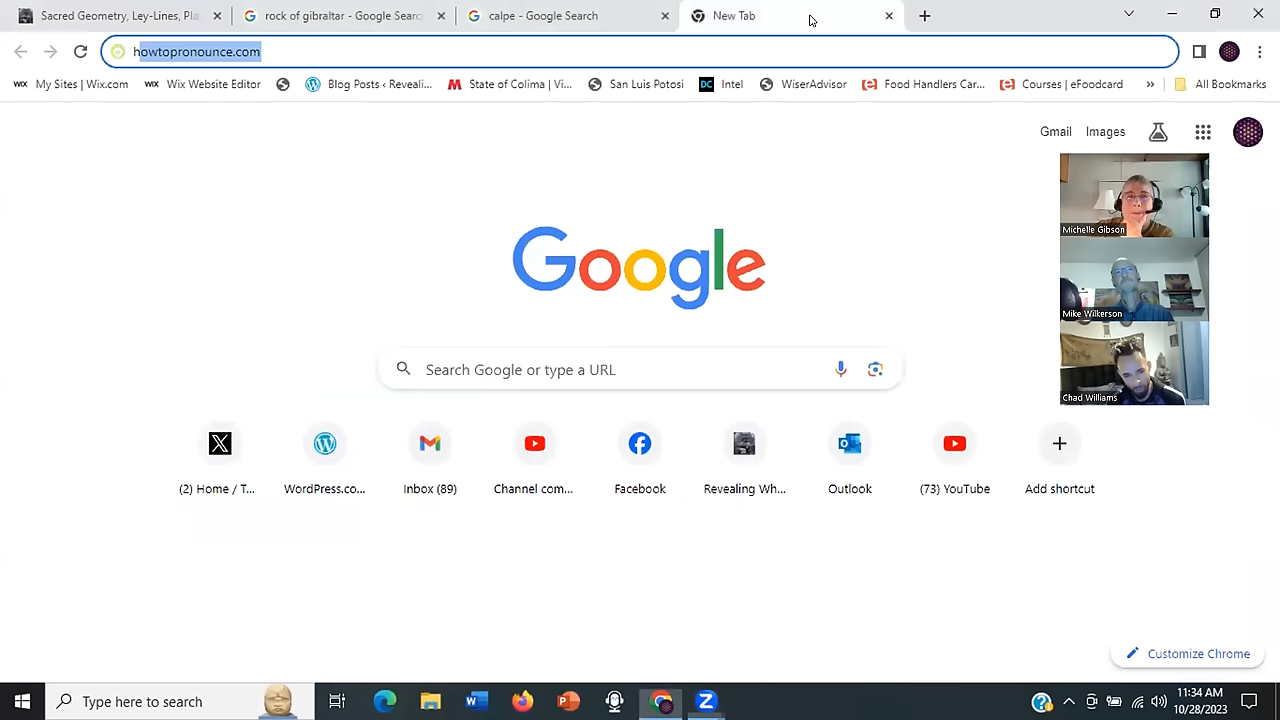 Sacred Geometry, Ley-Lines, Pla
rock of gibraltar - Google Searc
calpe - Google Search
New Tab
howtopronounce.com
WIX My Sites | Wix.com
WIX Wix Website Editor
Blog Posts ‹ Reveali...
State of Colima | Vi...
San Luis Potosi
DC Intel
WiserAdvisor
Food Handlers Car...
Courses | eFoodcard
»
All Bookmarks
Gmail Images
Michelle Gibson
Mike Wilkerson
Chad Williams
Google
Search Google or type a URL
(2) Home / T...
WordPress.co...
Inbox (89)
Channel com...
Facebook
Revealing Wh...
Outlook
(73) YouTube
Add shortcut
Customize Chrome
Type here to search
11:34 AM
10/28/2023